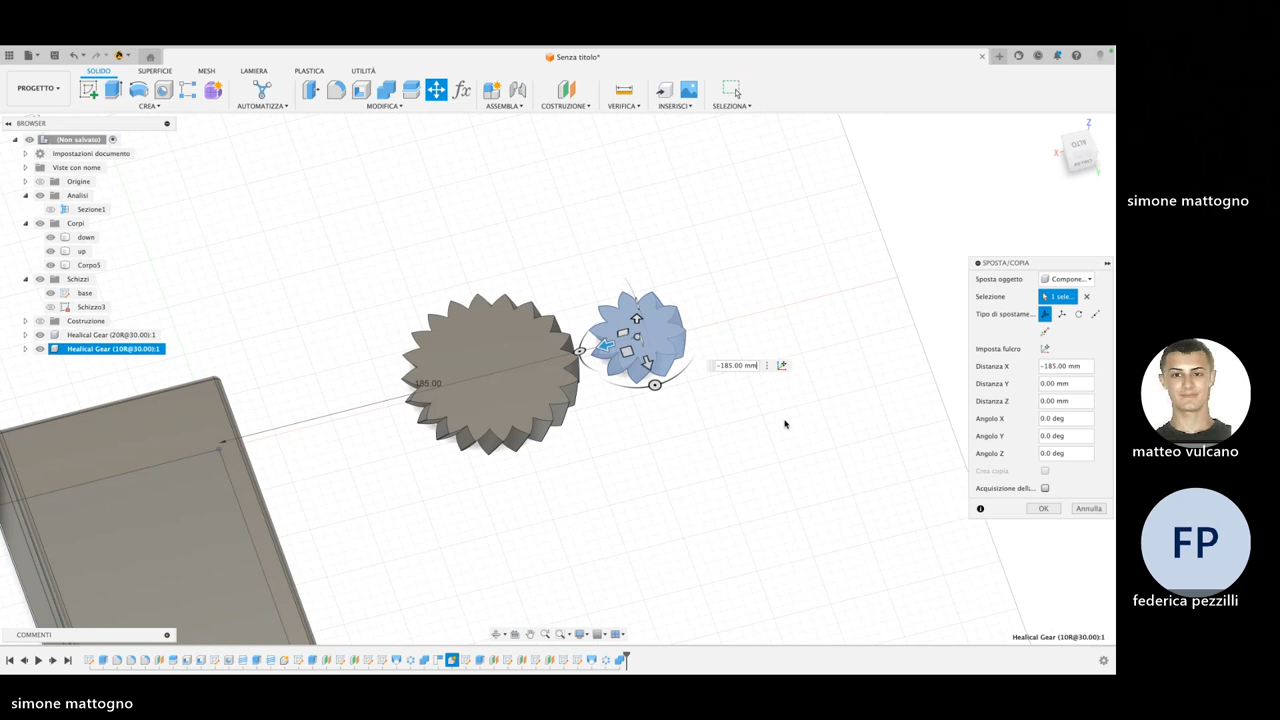 Senza titolo*
PROGETTO
SOLIDO
SUPERFICIE
MESH
LAMIERA
PLASTICA
UTILITÀ
CREA
AUTOMATIZZA
MODIFICA
ASSEMBLA
COSTRUZIONE
VERIFICA
INSERISCI
SELEZIONA
BROWSER
(Non salvato)
Impostazioni documento
Viste con nome
Origine
Analisi
Sezione1
Corpi
down
up
Corpo5
Schizzi
base
Schizzo3
Costruzione
Healical Gear (20R@30.00):1
Healical Gear (10R@30.00):1
185.00
-185.00 mm
Z
X
Y
ALTO
SPOSTA/COPIA
Sposta oggetto
Compone...
Selezione
1 sele...
Tipo di spostame...
Imposta fulcro
Distanza X
-185.00 mm
Distanza Y
0.00 mm
Distanza Z
0.00 mm
Angolo X
0.0 deg
Angolo Y
0.0 deg
Angolo Z
0.0 deg
Crea copia
Acquisizione dell...
OK
Annulla
COMMENTI
Healical Gear (10R@30.00):1
simone mattogno
matteo vulcano
FP
federica pezzilli
simone mattogno